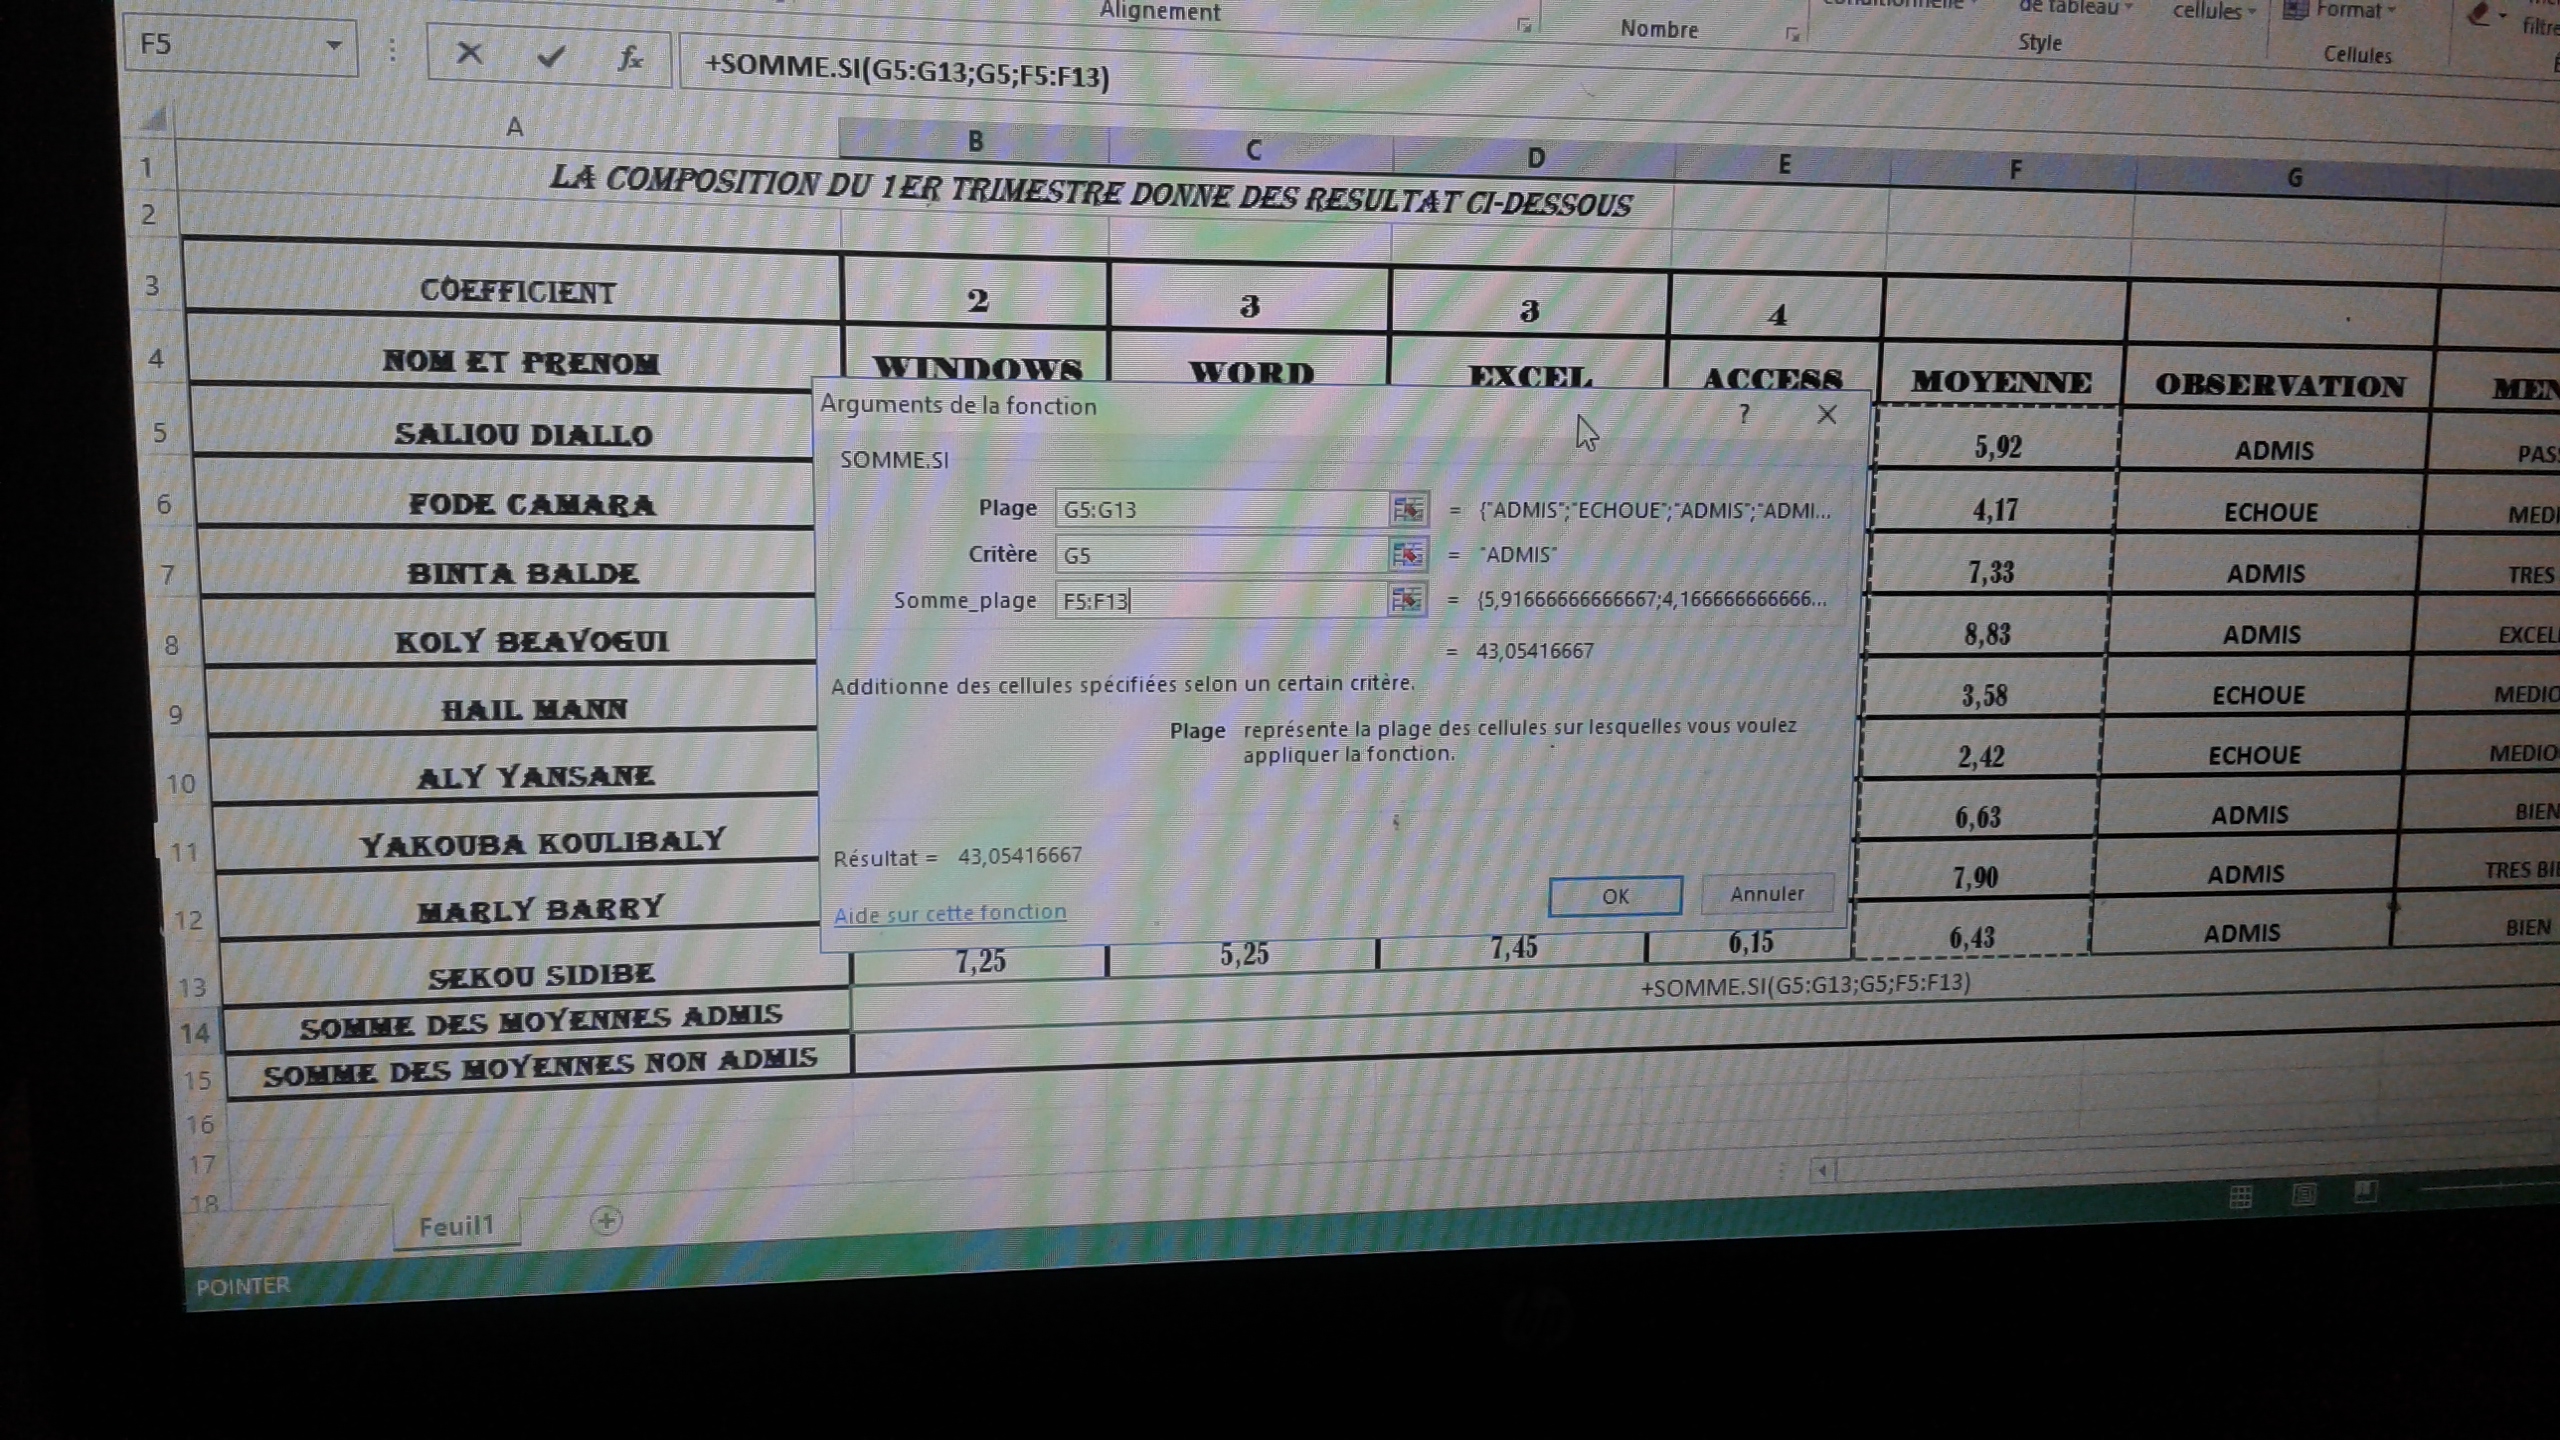 Alignement
Nombre
de tableau
cellules
Format
Style
Cellules
F5
fx
+SOMME.SI(G5:G13;G5;F5:F13)
A B C D E F G
1 LA COMPOSITION DU 1ER TRIMESTRE DONNE DES RESULTAT CI-DESSOUS
2
3 COEFFICIENT 2 3 3 4
4 NOM ET PRENOM WINDOWS WORD EXCEL ACCESS MOYENNE OBSERVATION
5 SALIOU DIALLO 5,92 ADMIS
6 FODE CAMARA 4,17 ECHOUE
7 BINTA BALDE 7,33 ADMIS
8 KOLY BEAVOGUI 8,83 ADMIS
9 HAIL MANN 3,58 ECHOUE
10 ALY YANSANE 2,42 ECHOUE
11 YAKOUBA KOULIBALY 6,63 ADMIS BIEN
12 MARLY BARRY 7,90 ADMIS
13 SEKOU SIDIBE 7,25 5,25 7,45 6,15 6,43 ADMIS BIEN
14 SOMME DES MOYENNES ADMIS +SOMME.SI(G5:G13;G5;F5:F13)
15 SOMME DES MOYENNES NON ADMIS
16
17
18
Arguments de la fonction ?
SOMME.SI
Plage G5:G13 = {"ADMIS";"ECHOUE";"ADMIS";"ADMI...
Critère G5 = "ADMIS"
Somme_plage F5:F13 = {5,91666666666667;4,166666666666...
= 43,05416667
Additionne des cellules spécifiées selon un certain critère.
Plage représente la plage des cellules sur lesquelles vous voulez
appliquer la fonction.
Résultat = 43,05416667
Aide sur cette fonction
OK Annuler
Feuil1
POINTER